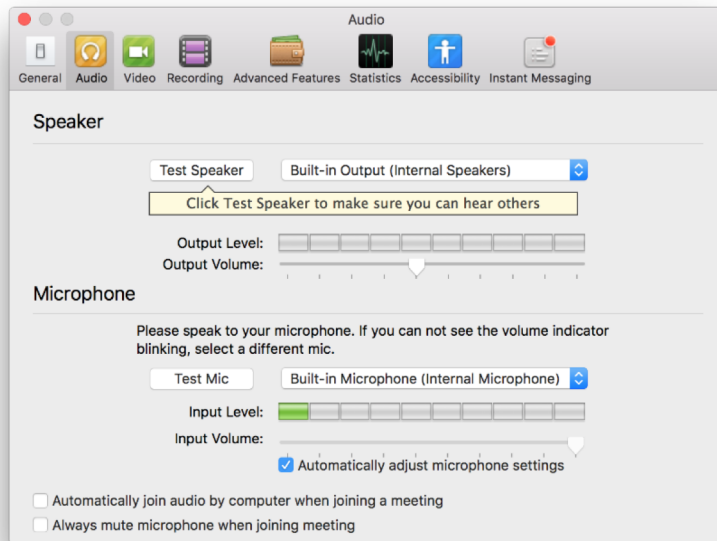 Audio
General Audio Video Recording Advanced Features Statistics Accessibility Instant Messaging
Speaker
Test Speaker Built-in Output (Internal Speakers)
Click Test Speaker to make sure you can hear others
Output Level:
Output Volume:
Microphone
Please speak to your microphone. If you can not see the volume indicator
blinking, select a different mic.
Test Mic Built-in Microphone (Internal Microphone)
Input Level:
Input Volume:
Automatically adjust microphone settings
Automatically join audio by computer when joining a meeting
Always mute microphone when joining meeting